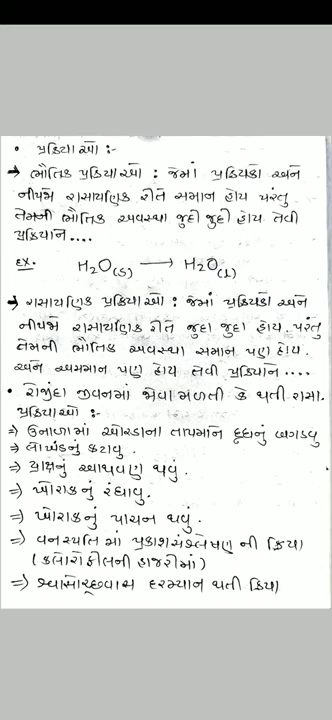 • પ્રક્રિયાઓ :-
→ ભૌતિક પ્રક્રિયાઓ : જેમાં પ્રક્રિયકો અને
નીપજો રાસાયણિક રીતે સમાન હોય પરંતુ
તેમની ભૌતિક અવસ્થા જુદી જુદી હોય તેવી
પ્રક્રિયાને ....
Ex. H₂O(s) → H₂O(l)
→ રાસાયણિક પ્રક્રિયાઓ : જેમાં પ્રક્રિયકો અને
નીપજો રાસાયણિક રીતે જુદા જુદા હોય. પરંતુ
તેમની ભૌતિક અવસ્થા સમાન પણ હોય.
અને અસમાન પણ હોય તેવી પ્રક્રિયાને ....
• રોજીંદા જીવનમાં જોવા મળતી કે થતી રાસા.
પ્રક્રિયાઓ :-
⇒ ઉનાળામાં ઓરડાના તાપમાને દૂધનું બગડવુ
⇒ લોખંડનું કટાવુ.
⇒ દ્રાક્ષનું આથવણ થવું.
⇒ ખોરાકનું રંધાવુ.
⇒ ખોરાકનું પાચન થવું.
⇒ વનસ્પતિમાં પ્રકાશસંશ્લેષણ ની ક્રિયા
(કલોરોફીલની હાજરીમાં)
⇒ શ્વાસોચ્છવાસ દરમ્યાન થતી ક્રિયા